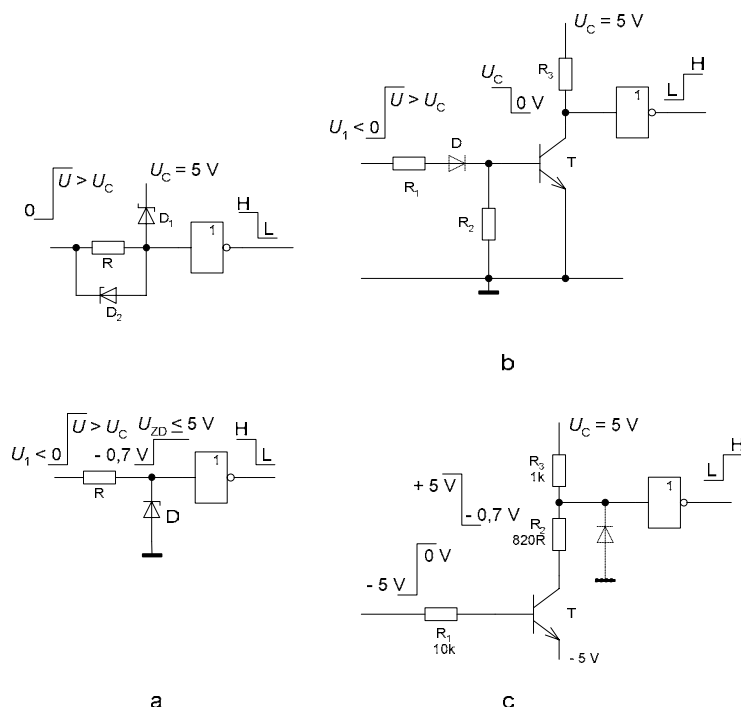 U > U_C
0
U_C = 5 V
D_1
R
D_2
1
H
L
U_1 < 0
U > U_C
R_1
D
R_2
U_C
0 V
U_C = 5 V
R_3
T
1
L
H
b
U_1 < 0
U > U_C
- 0,7 V
U_ZD ≤ 5 V
R
D
1
H
L
a
U_C = 5 V
R_3
1k
+ 5 V
- 0,7 V
R_2
820R
- 5 V
0 V
R_1
10k
T
- 5 V
1
L
H
c